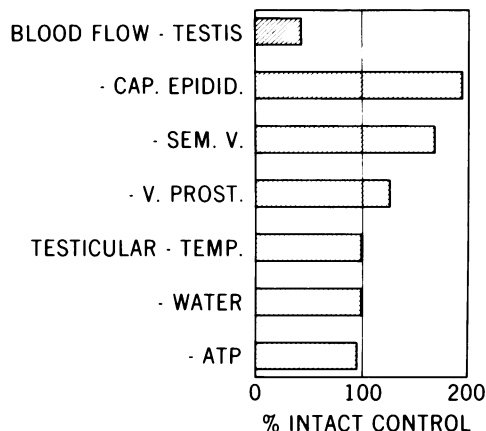 BLOOD FLOW - TESTIS
- CAP. EPIDID.
- SEM. V.
- V. PROST.
TESTICULAR - TEMP.
- WATER
- ATP
0 100 200
% INTACT CONTROL